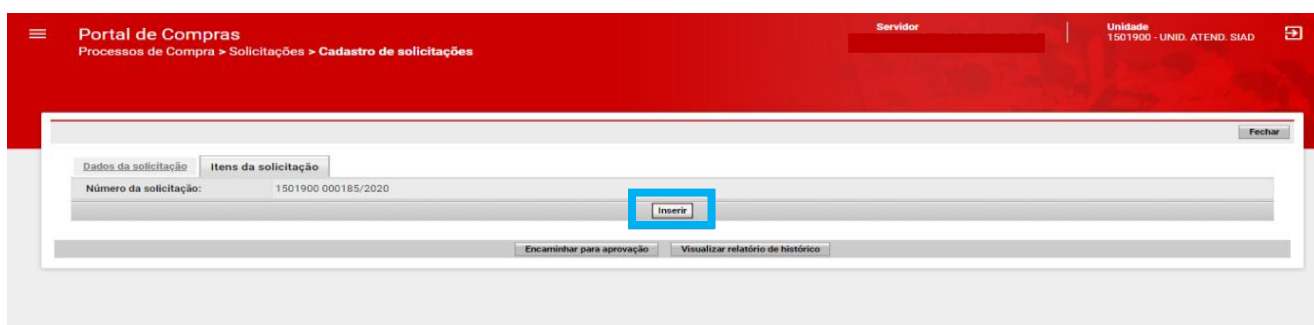 Portal de Compras
Processos de Compra > Solicitações > Cadastro de solicitações
Servidor
Unidade
1501900 - UNID. ATEND. SIAD
Fechar
Dados da solicitação Itens da solicitação
Número da solicitação: 1501900 000185/2020
Inserir
Encaminhar para aprovação Visualizar relatório de histórico